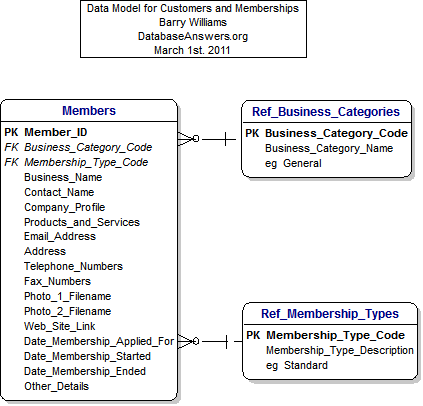 Data Model for Customers and Memberships
Barry Williams
DatabaseAnswers.org
March 1st. 2011
Members
PK Member_ID
FK Business_Category_Code
FK Membership_Type_Code
Business_Name
Contact_Name
Company_Profile
Products_and_Services
Email_Address
Address
Telephone_Numbers
Fax_Numbers
Photo_1_Filename
Photo_2_Filename
Web_Site_Link
Date_Membership_Applied_For
Date_Membership_Started
Date_Membership_Ended
Other_Details
Ref_Business_Categories
PK Business_Category_Code
Business_Category_Name
eg General
Ref_Membership_Types
PK Membership_Type_Code
Membership_Type_Description
eg Standard